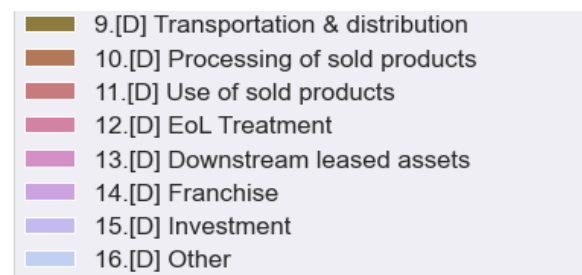 9.[D] Transportation & distribution
10.[D] Processing of sold products
11.[D] Use of sold products
12.[D] EoL Treatment
13.[D] Downstream leased assets
14.[D] Franchise
15.[D] Investment
16.[D] Other